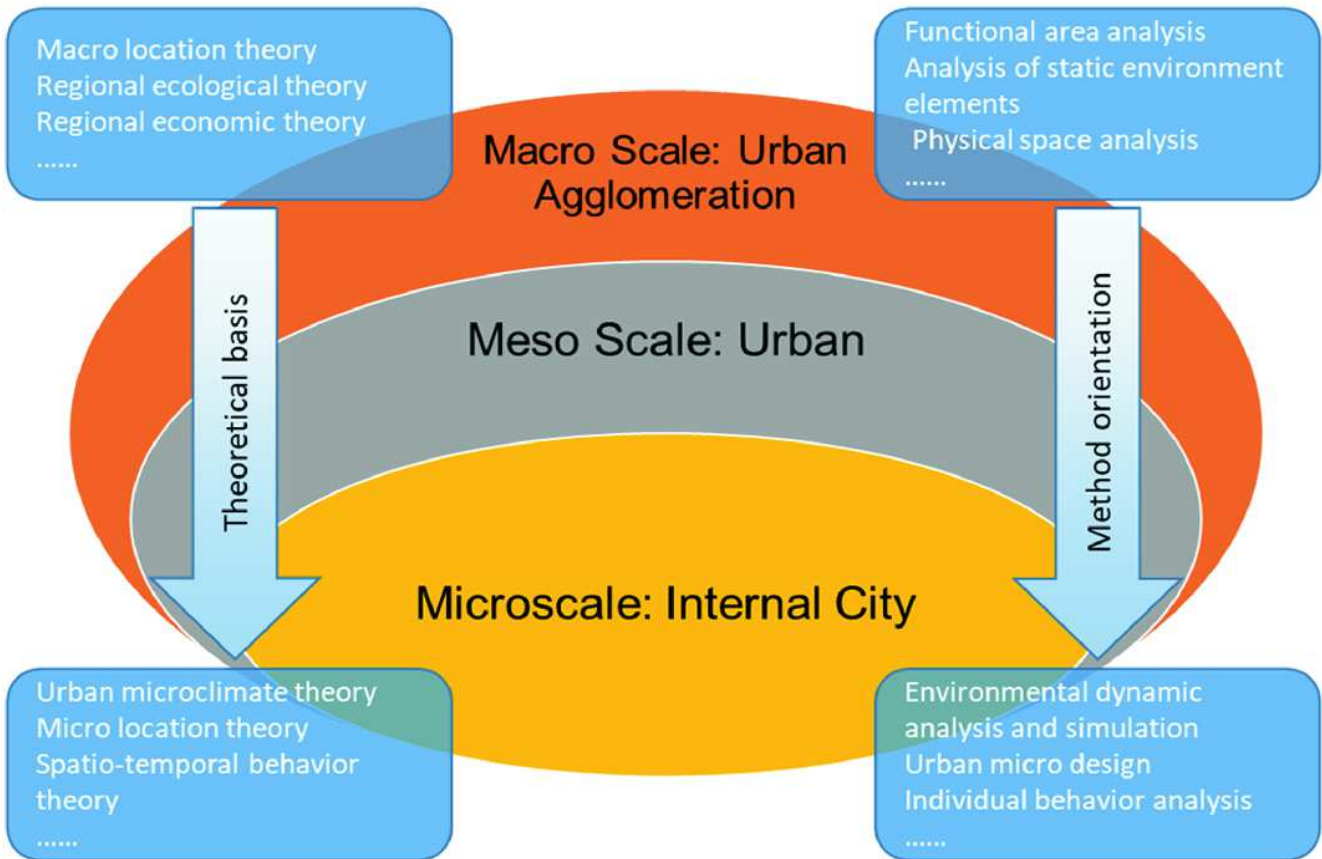 Macro location theory
Regional ecological theory
Regional economic theory
......
Functional area analysis
Analysis of static environment
elements
Physical space analysis
......
Macro Scale: Urban
Agglomeration
Meso Scale: Urban
Microscale: Internal City
Theoretical basis
Method orientation
Urban microclimate theory
Micro location theory
Spatio-temporal behavior
theory
......
Environmental dynamic
analysis and simulation
Urban micro design
Individual behavior analysis
......